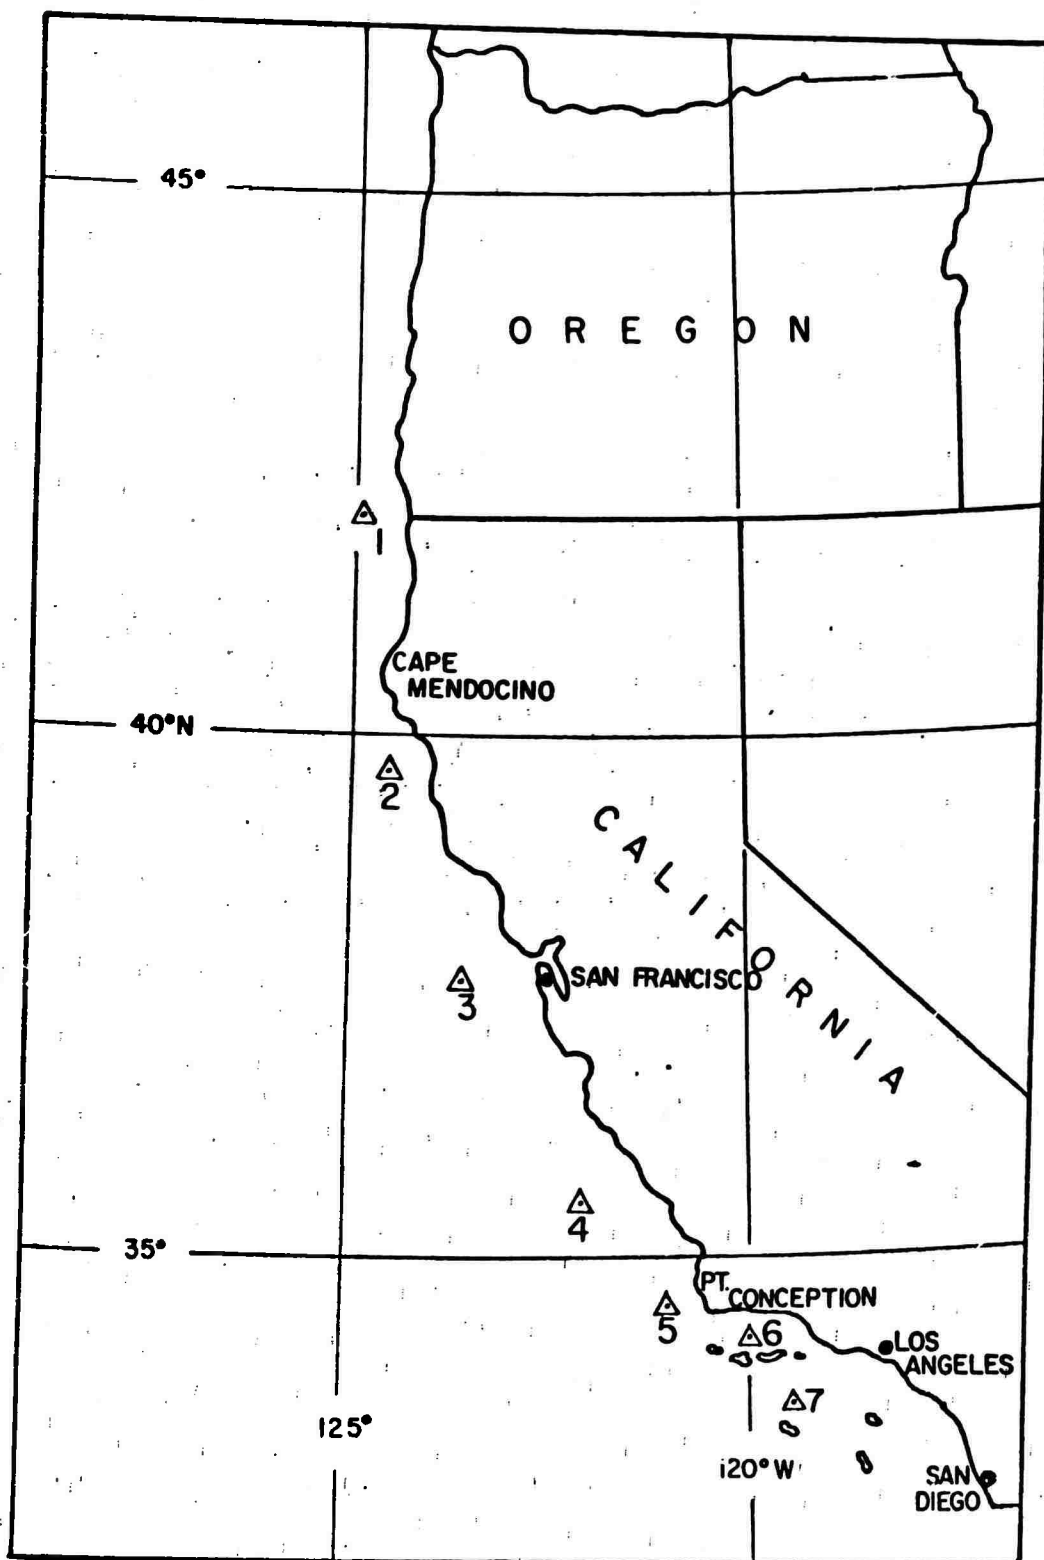 45°
OREGON
1
CAPE
MENDOCINO
40°N
2
CALIFORNIA
SAN FRANCISCO
3
4
35°
PT.
CONCEPTION
5
6
LOS
ANGELES
7
125°
120°W
SAN
DIEGO